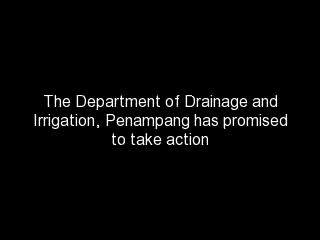 The Department of Drainage and
Irrigation, Penampang has promised
to take action